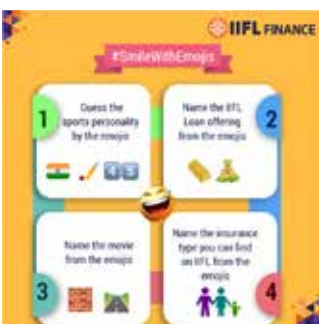 IIFL FINANCE
#SmileWithEmojis
1
Guess the
sports personality
by the emojis
2
Name the IIFL
Loan offering
from the emojis
3
Name the movie
from the emojis
4
Name the insurance
type you can find
on IIFL from the
emojis